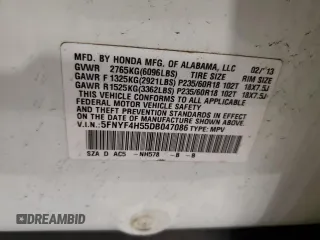 MFD. BY HONDA MFG. OF ALABAMA, LLC 02/'13
GVWR 2765KG(6096LBS) TIRE SIZE RIM SIZE
GAWR F 1325KG(2921LBS) P235/60R18 102T 18X7.5J
GAWR R 1525KG(3362LBS) P235/60R18 102T 18X7.5J
THIS VEHICLE CONFORMS TO ALL APPLICABLE
FEDERAL MOTOR VEHICLE SAFETY AND
THEFT PREVENTION STANDARDS IN EFFECT ON
THE DATE OF MANUFACTURE SHOWN ABOVE.
V.I.N.: 5FNYF4H55DB047086 TYPE: MPV
SZA D AC5 -NH578 -B -B
© DREAMBID